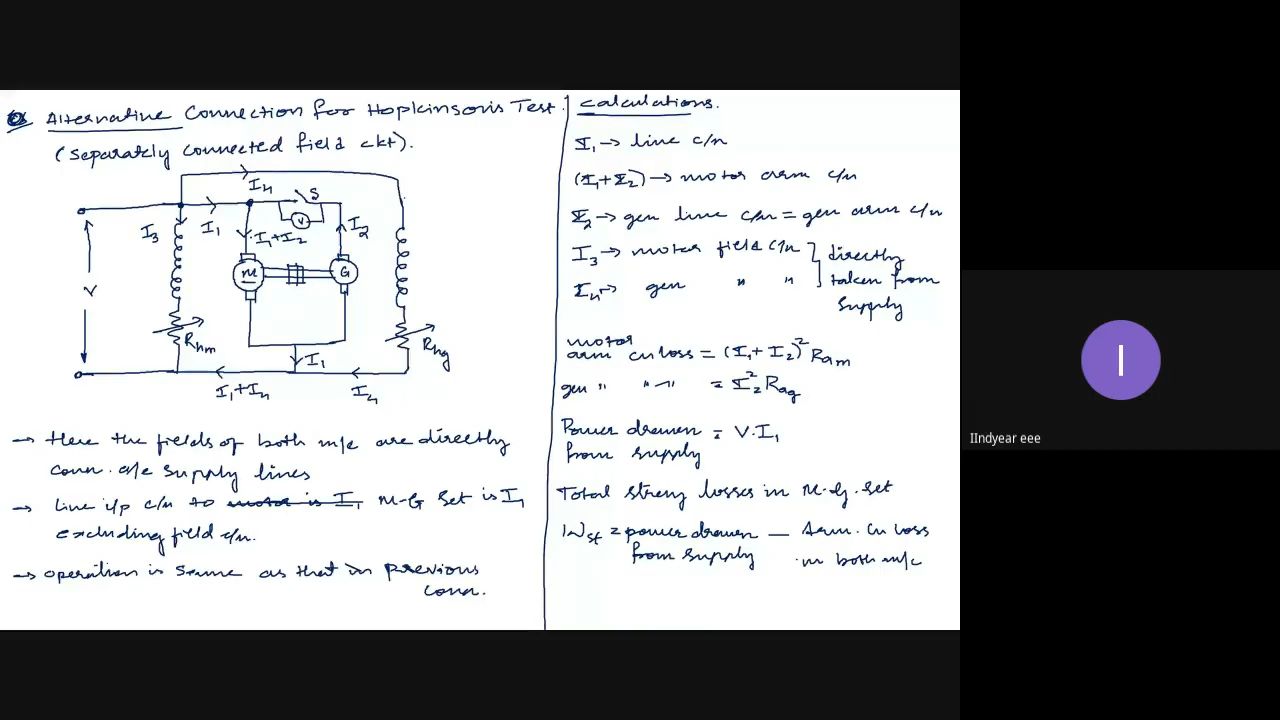 Alternative Connection for Hopkinson's Test.
(Separately connected field ckt).
I4
S
V
I3
I1
I1+I2
I2
V
M
G
Rhm
Rhg
I1
I1+I4
I4
→ Here the fields of both m/c are directly
conn. a/c supply lines
→ Line i/p c/n to motor is I1 M-G Set is I1
excluding field c/n.
→ operation is same as that in previous
conn.
Calculations.
I1 → line c/n
(I1+I2) → motor arm c/n
I2 → gen line c/n = gen arm c/n
I3 → motor field c/n } directly
I4 → gen " " taken from
supply
motor
arm cu loss = (I1+I2)² Ram
gen " " " = I2² Rag
Power drawn = V.I1
from supply
Total stray losses in M-G. set
Wst = power drawn — Arm. Cu loss
from supply in both m/c
I
IIndyear eee